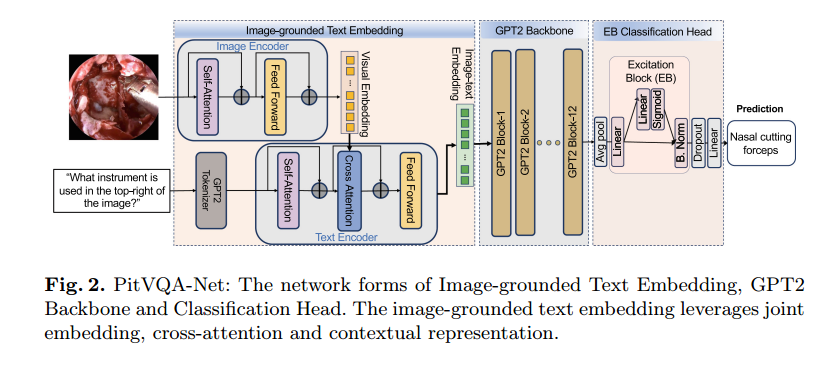 Image-grounded Text Embedding
GPT2 Backbone
EB Classification Head
Image Encoder
Self-Attention
Feed Forward
Visual Embedding
Image-text
Embedding
"What instrument is
used in the top-right of
the image?"
GPT2
Tokenizer
Self-Attention
Cross Attention
Feed Forward
Text Encoder
GPT2 Block-1
GPT2 Block-2
GPT2 Block-12
Avg pool
Linear
Excitation
Block (EB)
Linear
Sigmoid
B. Norm
Dropout
Linear
Prediction
Nasal cutting
forceps
Fig. 2. PitVQA-Net: The network forms of Image-grounded Text Embedding, GPT2
Backbone and Classification Head. The image-grounded text embedding leverages joint
embedding, cross-attention and contextual representation.